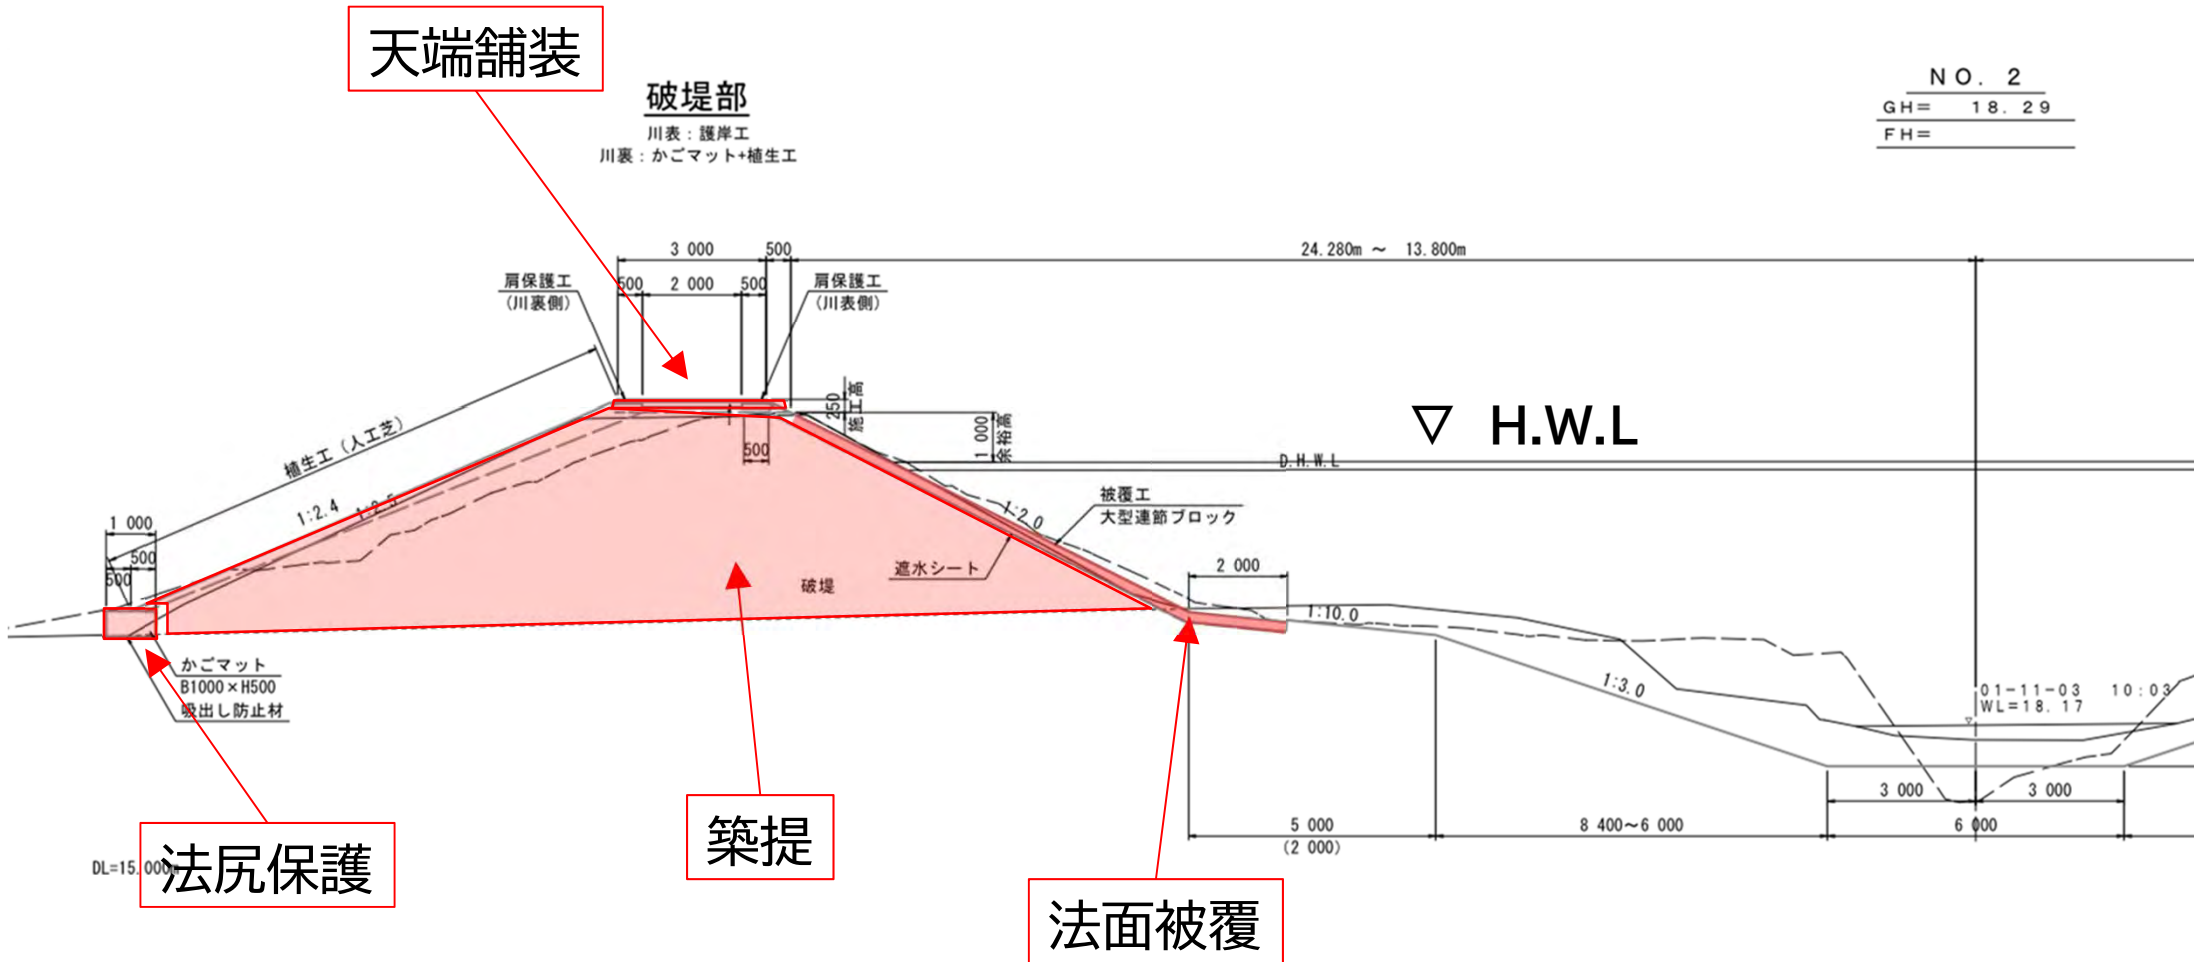 天端舗装
破堤部
川表：護岸工
川裏：かごマット+植生工
NO. 2
GH= 18. 29
FH=
3 000
500
24.280m ～ 13.800m
肩保護工
(川裏側)
500
2 000
500
肩保護工
(川表側)
250
施工高
1 000
余裕高
500
▽ H.W.L
D.H.W.L
植生工（人工芝）
1:2.4
1:2.5
1:2.0
被覆工
大型連節ブロック
遮水シート
破堤
1 000
500
500
2 000
1:10.0
1:3.0
かごマット
B1000×H500
吸出し防止材
01-11-03 10:03
WL=18. 17
3 000
3 000
5 000
(2 000)
8 400～6 000
6 000
DL=15.000m
法尻保護
築提
法面被覆